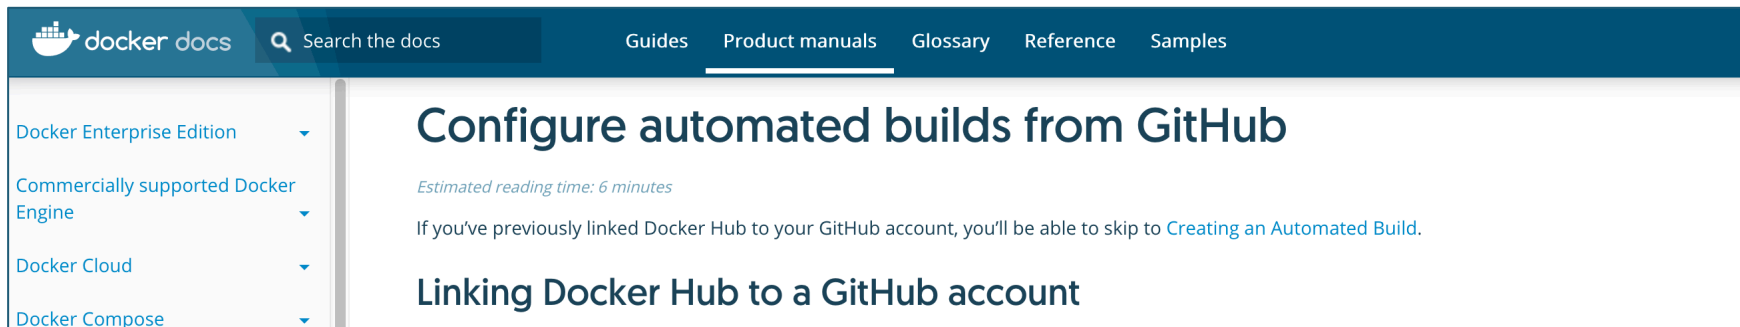 docker docs
Search the docs
Guides
Product manuals
Glossary
Reference
Samples
Docker Enterprise Edition
Commercially supported Docker
Engine
Docker Cloud
Docker Compose
Configure automated builds from GitHub
Estimated reading time: 6 minutes
If you’ve previously linked Docker Hub to your GitHub account, you’ll be able to skip to Creating an Automated Build.
Linking Docker Hub to a GitHub account